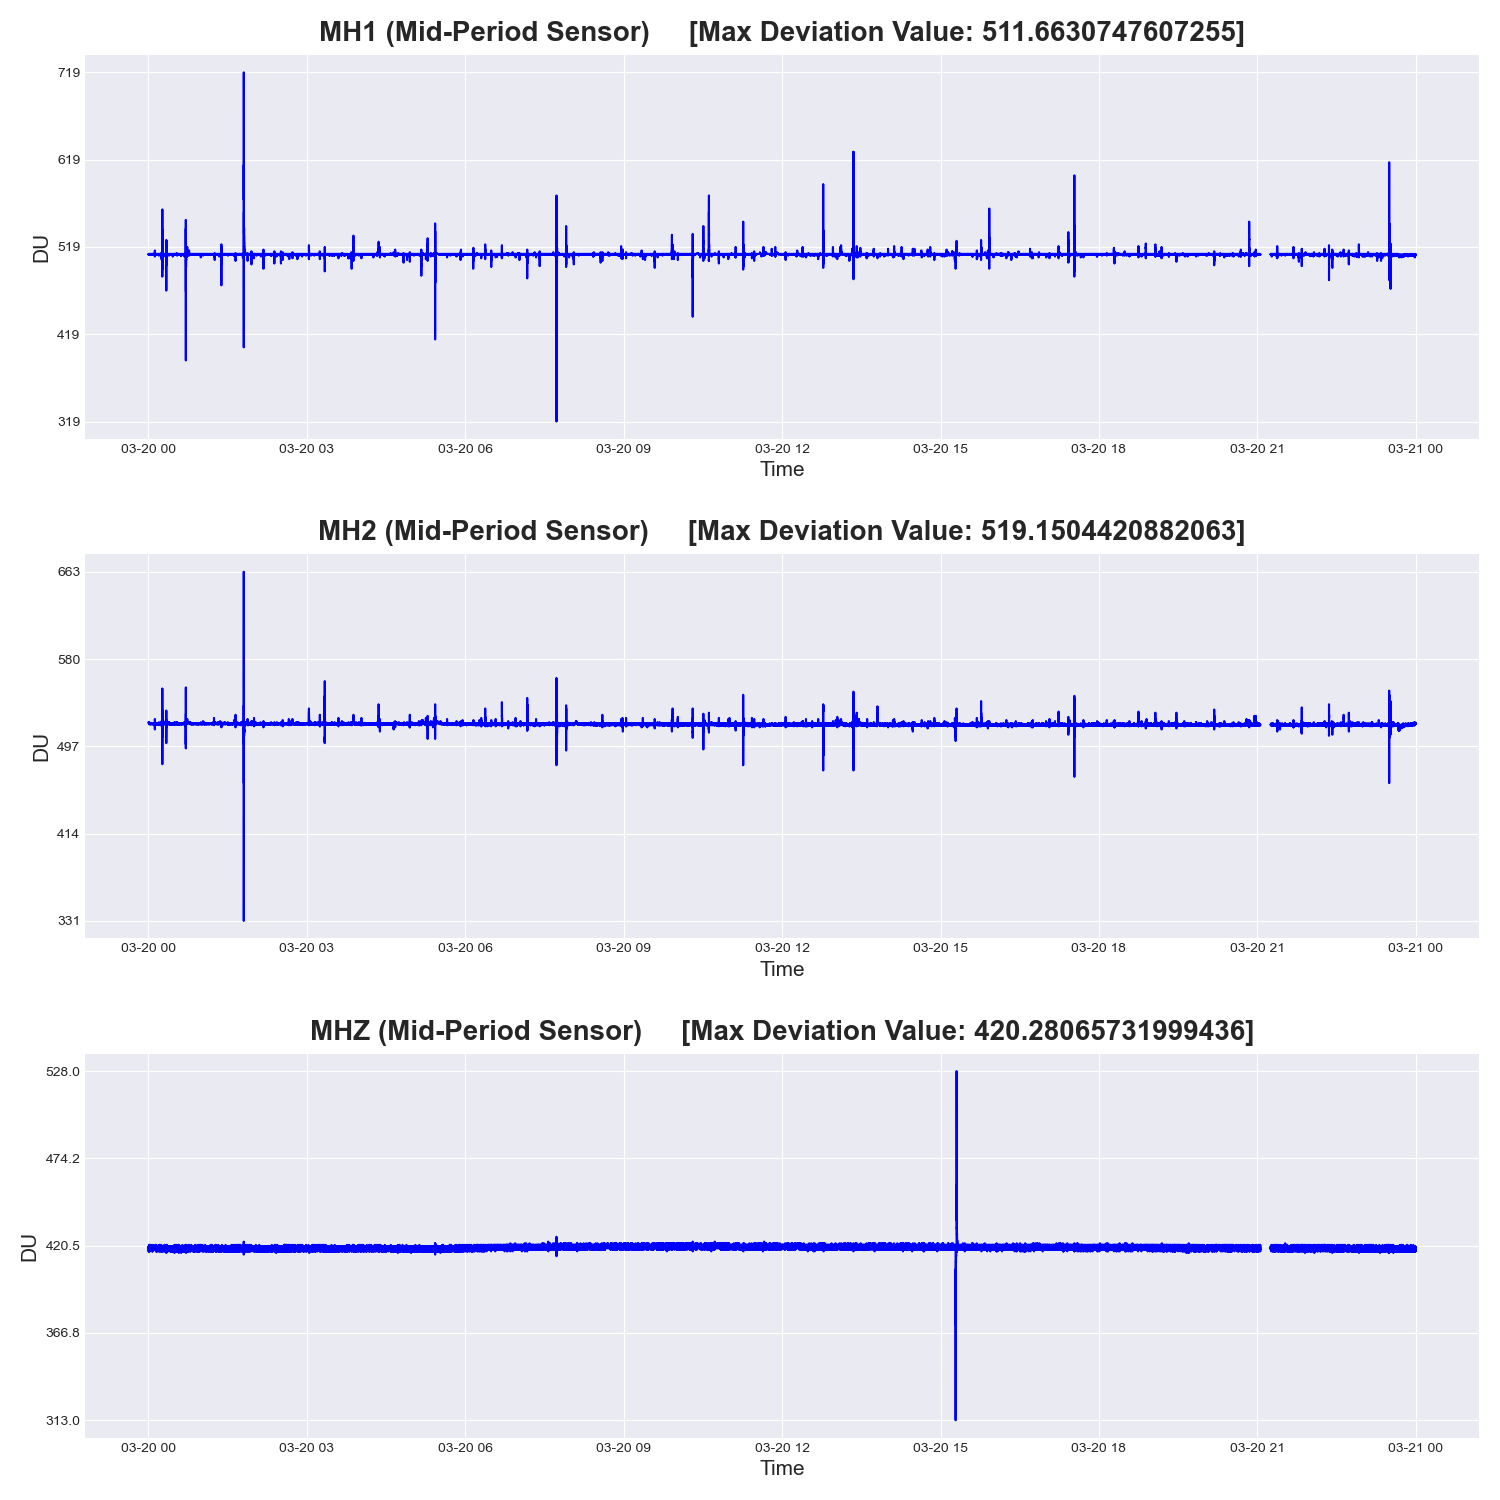 MH1 (Mid-Period Sensor) [Max Deviation Value: 511.6630747607255]
719
619
519
419
319
DU
03-20 00 03-20 03 03-20 06 03-20 09 03-20 12 03-20 15 03-20 18 03-20 21 03-21 00
Time
MH2 (Mid-Period Sensor) [Max Deviation Value: 519.1504420882063]
663
580
497
414
331
DU
03-20 00 03-20 03 03-20 06 03-20 09 03-20 12 03-20 15 03-20 18 03-20 21 03-21 00
Time
MHZ (Mid-Period Sensor) [Max Deviation Value: 420.28065731999436]
528.0
474.2
420.5
366.8
313.0
DU
03-20 00 03-20 03 03-20 06 03-20 09 03-20 12 03-20 15 03-20 18 03-20 21 03-21 00
Time